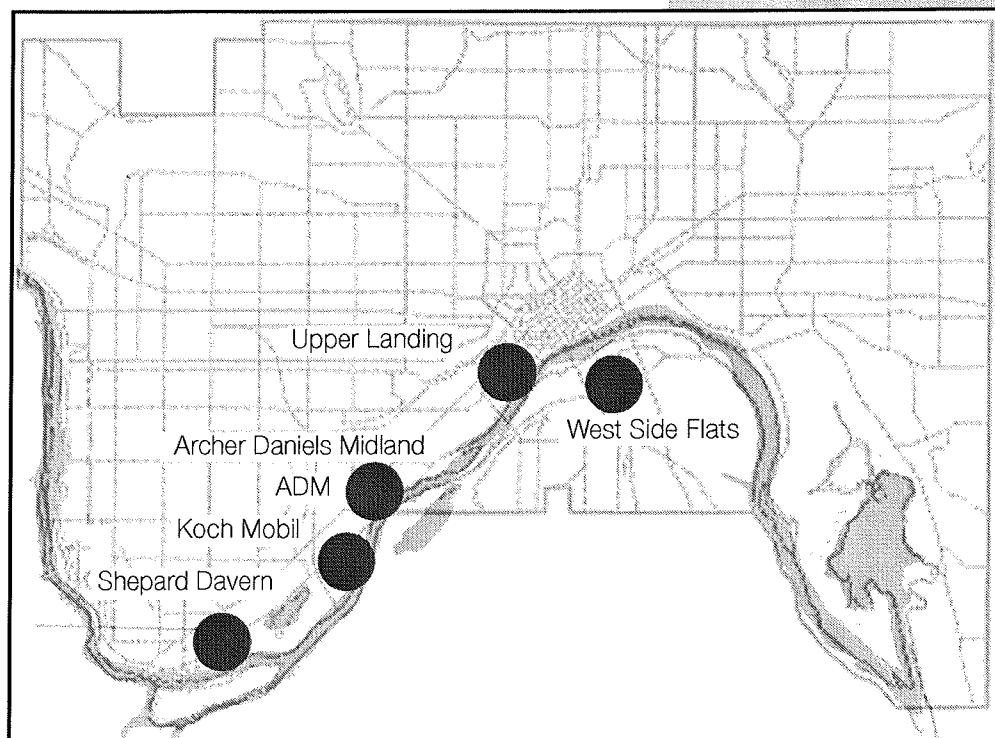 Upper Landing
West Side Flats
Archer Daniels Midland
ADM
Koch Mobil
Shepard Davern